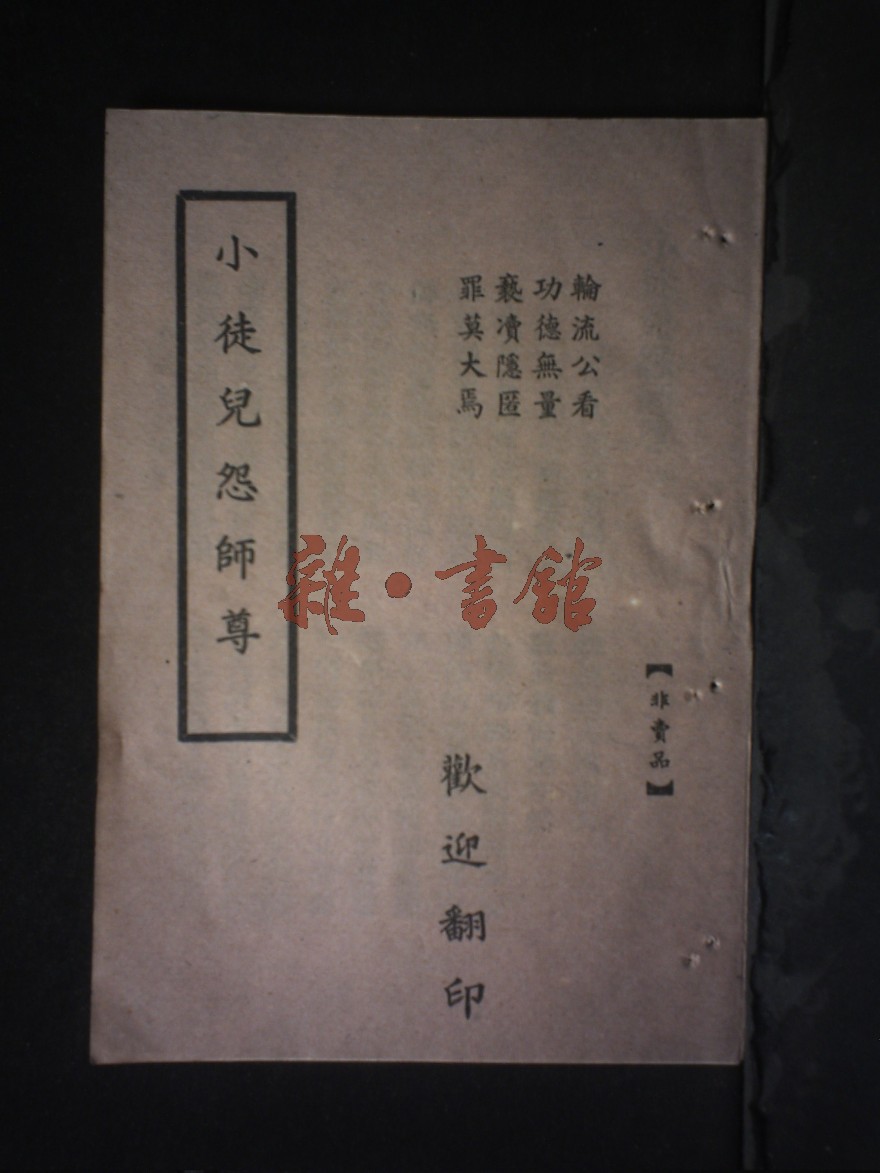 【非賣品】
輪流公看
功德無量
褻凟隱匿
罪莫大焉
歡迎翻印
小徒兒怨師尊
雜·書館